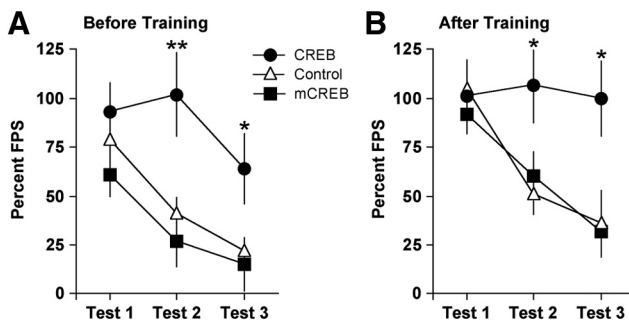 A Before Training
125
100
75
50
25
0
Percent FPS
**
*
CREB
Control
mCREB
Test 1 Test 2 Test 3
B After Training
125
100
75
50
25
0
Percent FPS
*
*
Test 1 Test 2 Test 3